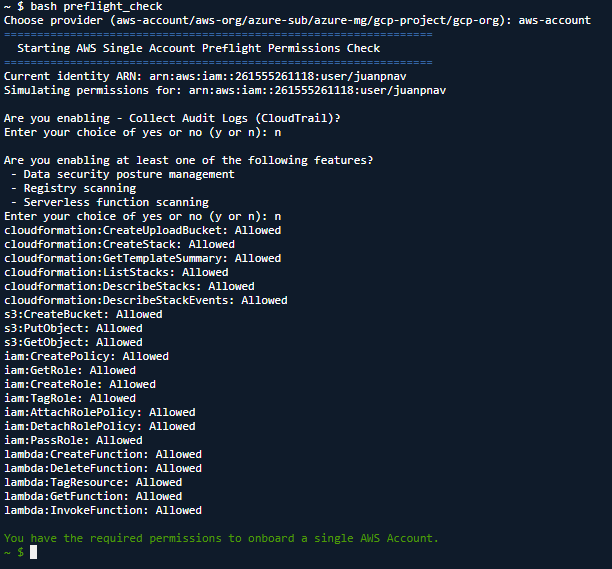 ~ $ bash preflight_check
Choose provider (aws-account/aws-org/azure-sub/azure-mg/gcp-project/gcp-org): aws-account
================================================================
  Starting AWS Single Account Preflight Permissions Check
================================================================
Current identity ARN: arn:aws:iam::261555261118:user/juanpnav
Simulating permissions for: arn:aws:iam::261555261118:user/juanpnav

Are you enabling - Collect Audit Logs (CloudTrail)?
Enter your choice of yes or no (y or n): n

Are you enabling at least one of the following features?
 - Data security posture management
 - Registry scanning
 - Serverless function scanning
Enter your choice of yes or no (y or n): n
cloudformation:CreateUploadBucket: Allowed
cloudformation:CreateStack: Allowed
cloudformation:GetTemplateSummary: Allowed
cloudformation:ListStacks: Allowed
cloudformation:DescribeStacks: Allowed
cloudformation:DescribeStackEvents: Allowed
s3:CreateBucket: Allowed
s3:PutObject: Allowed
s3:GetObject: Allowed
iam:CreatePolicy: Allowed
iam:GetRole: Allowed
iam:CreateRole: Allowed
iam:TagRole: Allowed
iam:AttachRolePolicy: Allowed
iam:DetachRolePolicy: Allowed
iam:PassRole: Allowed
lambda:CreateFunction: Allowed
lambda:DeleteFunction: Allowed
lambda:TagResource: Allowed
lambda:GetFunction: Allowed
lambda:InvokeFunction: Allowed

You have the required permissions to onboard a single AWS Account.
~ $